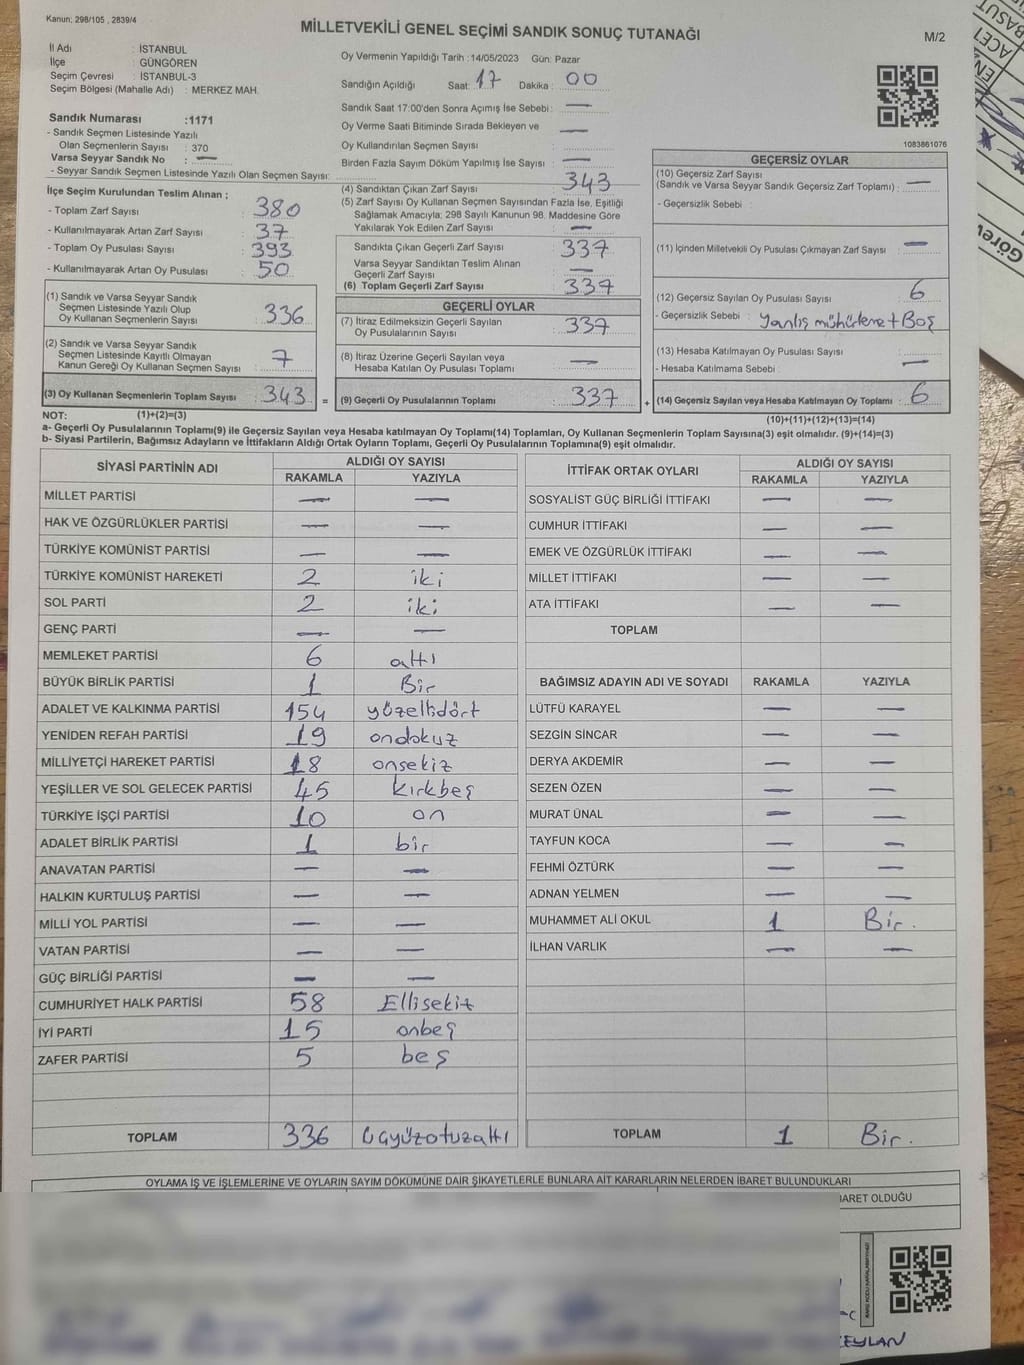 Kanun; 298/105 , 2839/4
MİLLETVEKİLİ GENEL SEÇİMİ SANDIK SONUÇ TUTANAĞI
M/2
İl Adı : İSTANBUL
İlçe : GÜNGÖREN
Seçim Çevresi : İSTANBUL-3
Seçim Bölgesi (Mahalle Adı) : MERKEZ MAH.
Sandık Numarası :1171
- Sandık Seçmen Listesinde Yazılı
Olan Seçmenlerin Sayısı : 370
Varsa Seyyar Sandık No : —
- Seyyar Sandık Seçmen Listesinde Yazılı Olan Seçmen Sayısı:
Oy Vermenin Yapıldığı Tarih :14/05/2023 Gün: Pazar
Sandığın Açıldığı Saat: 17 Dakika : 00
Sandık Saat 17:00'den Sonra Açımış İse Sebebi : —
Oy Verme Saati Bitiminde Sırada Bekleyen ve
Oy Kullandırılan Seçmen Sayısı : —
Birden Fazla Sayım Döküm Yapılmış İse Sayısı : —
1083861076
İlçe Seçim Kurulundan Teslim Alınan ;
- Toplam Zarf Sayısı : 380
- Kullanılmayarak Artan Zarf Sayısı : 37
- Toplam Oy Pusulası Sayısı : 393
- Kullanılmayarak Artan Oy Pusulası : 50
(1) Sandık ve Varsa Seyyar Sandık
Seçmen Listesinde Yazılı Olup
Oy Kullanan Seçmenlerin Sayısı : 336
(2) Sandık ve Varsa Seyyar Sandık
Seçmen Listesinde Kayıtlı Olmayan
Kanun Gereği Oy Kullanan Seçmen Sayısı : 7
(3) Oy Kullanan Seçmenlerin Toplam Sayısı : 343 =
(4) Sandıktan Çıkan Zarf Sayısı : 343
(5) Zarf Sayısı Oy Kullanan Seçmen Sayısından Fazla İse, Eşitliği
Sağlamak Amacıyla; 298 Sayılı Kanunun 98. Maddesine Göre
Yakılarak Yok Edilen Zarf Sayısı : —
Sandıkta Çıkan Geçerli Zarf Sayısı : 337
Varsa Seyyar Sandıktan Teslim Alınan
Geçerli Zarf Sayısı : —
(6) Toplam Geçerli Zarf Sayısı : 337
GEÇERLİ OYLAR
(7) İtiraz Edilmeksizin Geçerli Sayılan
Oy Pusulalarının Sayısı : 337
(8) İtiraz Üzerine Geçerli Sayılan veya
Hesaba Katılan Oy Pusulası Toplamı : —
(9) Geçerli Oy Pusulalarının Toplamı : 337 +
GEÇERSİZ OYLAR
(10) Geçersiz Zarf Sayısı
(Sandık ve Varsa Seyyar Sandık Geçersiz Zarf Toplamı) : —
- Geçersizlik Sebebi :
(11) İçinden Milletvekili Oy Pusulası Çıkmayan Zarf Sayısı : —
(12) Geçersiz Sayılan Oy Pusulası Sayısı : 6
- Geçersizlik Sebebi : Yanlış mühürleme + Boş
(13) Hesaba Katılmayan Oy Pusulası Sayısı :
- Hesaba Katılmama Sebebi : —
(14) Geçersiz Sayılan veya Hesaba Katılmayan Oy Toplamı : 6
NOT: (1)+(2)=(3) (10)+(11)+(12)+(13)=(14)
a- Geçerli Oy Pusulalarının Toplamı(9) ile Geçersiz Sayılan veya Hesaba katılmayan Oy Toplamı(14) Toplamları, Oy Kullanan Seçmenlerin Toplam Sayısına(3) eşit olmalıdır. (9)+(14)=(3)
b- Siyasi Partilerin, Bağımsız Adayların ve İttifakların Aldığı Ortak Oyların Toplamı, Geçerli Oy Pusulalarının Toplamına(9) eşit olmalıdır.
SİYASİ PARTİNİN ADI ALDIĞI OY SAYISI
RAKAMLA YAZIYLA
MİLLET PARTİSİ — —
HAK VE ÖZGÜRLÜKLER PARTİSİ — —
TÜRKİYE KOMÜNİST PARTİSİ — —
TÜRKİYE KOMÜNİST HAREKETİ 2 iki
SOL PARTİ 2 iki
GENÇ PARTİ — —
MEMLEKET PARTİSİ 6 altı
BÜYÜK BİRLİK PARTİSİ 1 Bir
ADALET VE KALKINMA PARTİSİ 154 yüzellidört
YENİDEN REFAH PARTİSİ 19 ondokuz
MİLLİYETÇİ HAREKET PARTİSİ 18 onsekiz
YEŞİLLER VE SOL GELECEK PARTİSİ 45 kırkbeş
TÜRKİYE İŞÇİ PARTİSİ 10 on
ADALET BİRLİK PARTİSİ 1 bir
ANAVATAN PARTİSİ — —
HALKIN KURTULUŞ PARTİSİ — —
MİLLİ YOL PARTİSİ — —
VATAN PARTİSİ — —
GÜÇ BİRLİĞİ PARTİSİ — —
CUMHURİYET HALK PARTİSİ 58 Ellisekiz
İYİ PARTİ 15 onbeş
ZAFER PARTİSİ 5 beş
TOPLAM 336 Üçyüzotuzaltı
İTTİFAK ORTAK OYLARI ALDIĞI OY SAYISI
RAKAMLA YAZIYLA
SOSYALİST GÜÇ BİRLİĞİ İTTİFAKI — —
CUMHUR İTTİFAKI — —
EMEK VE ÖZGÜRLÜK İTTİFAKI — —
MİLLET İTTİFAKI — —
ATA İTTİFAKI — —
TOPLAM
BAĞIMSIZ ADAYIN ADI VE SOYADI RAKAMLA YAZIYLA
LÜTFÜ KARAYEL — —
SEZGİN SİNCAR — —
DERYA AKDEMİR — —
SEZEN ÖZEN — —
MURAT ÜNAL — —
TAYFUN KOCA — —
FEHMİ ÖZTÜRK — —
ADNAN YELMEN — —
MUHAMMET ALİ OKUL 1 Bir.
İLHAN VARLIK — —
TOPLAM 1 Bir.
OYLAMA İŞ VE İŞLEMLERİNE VE OYLARIN SAYIM DÖKÜMÜNE DAİR ŞİKAYETLERLE BUNLARA AİT KARARLARIN NELERDEN İBARET BULUNDUKLARI
İBARET OLDUĞU